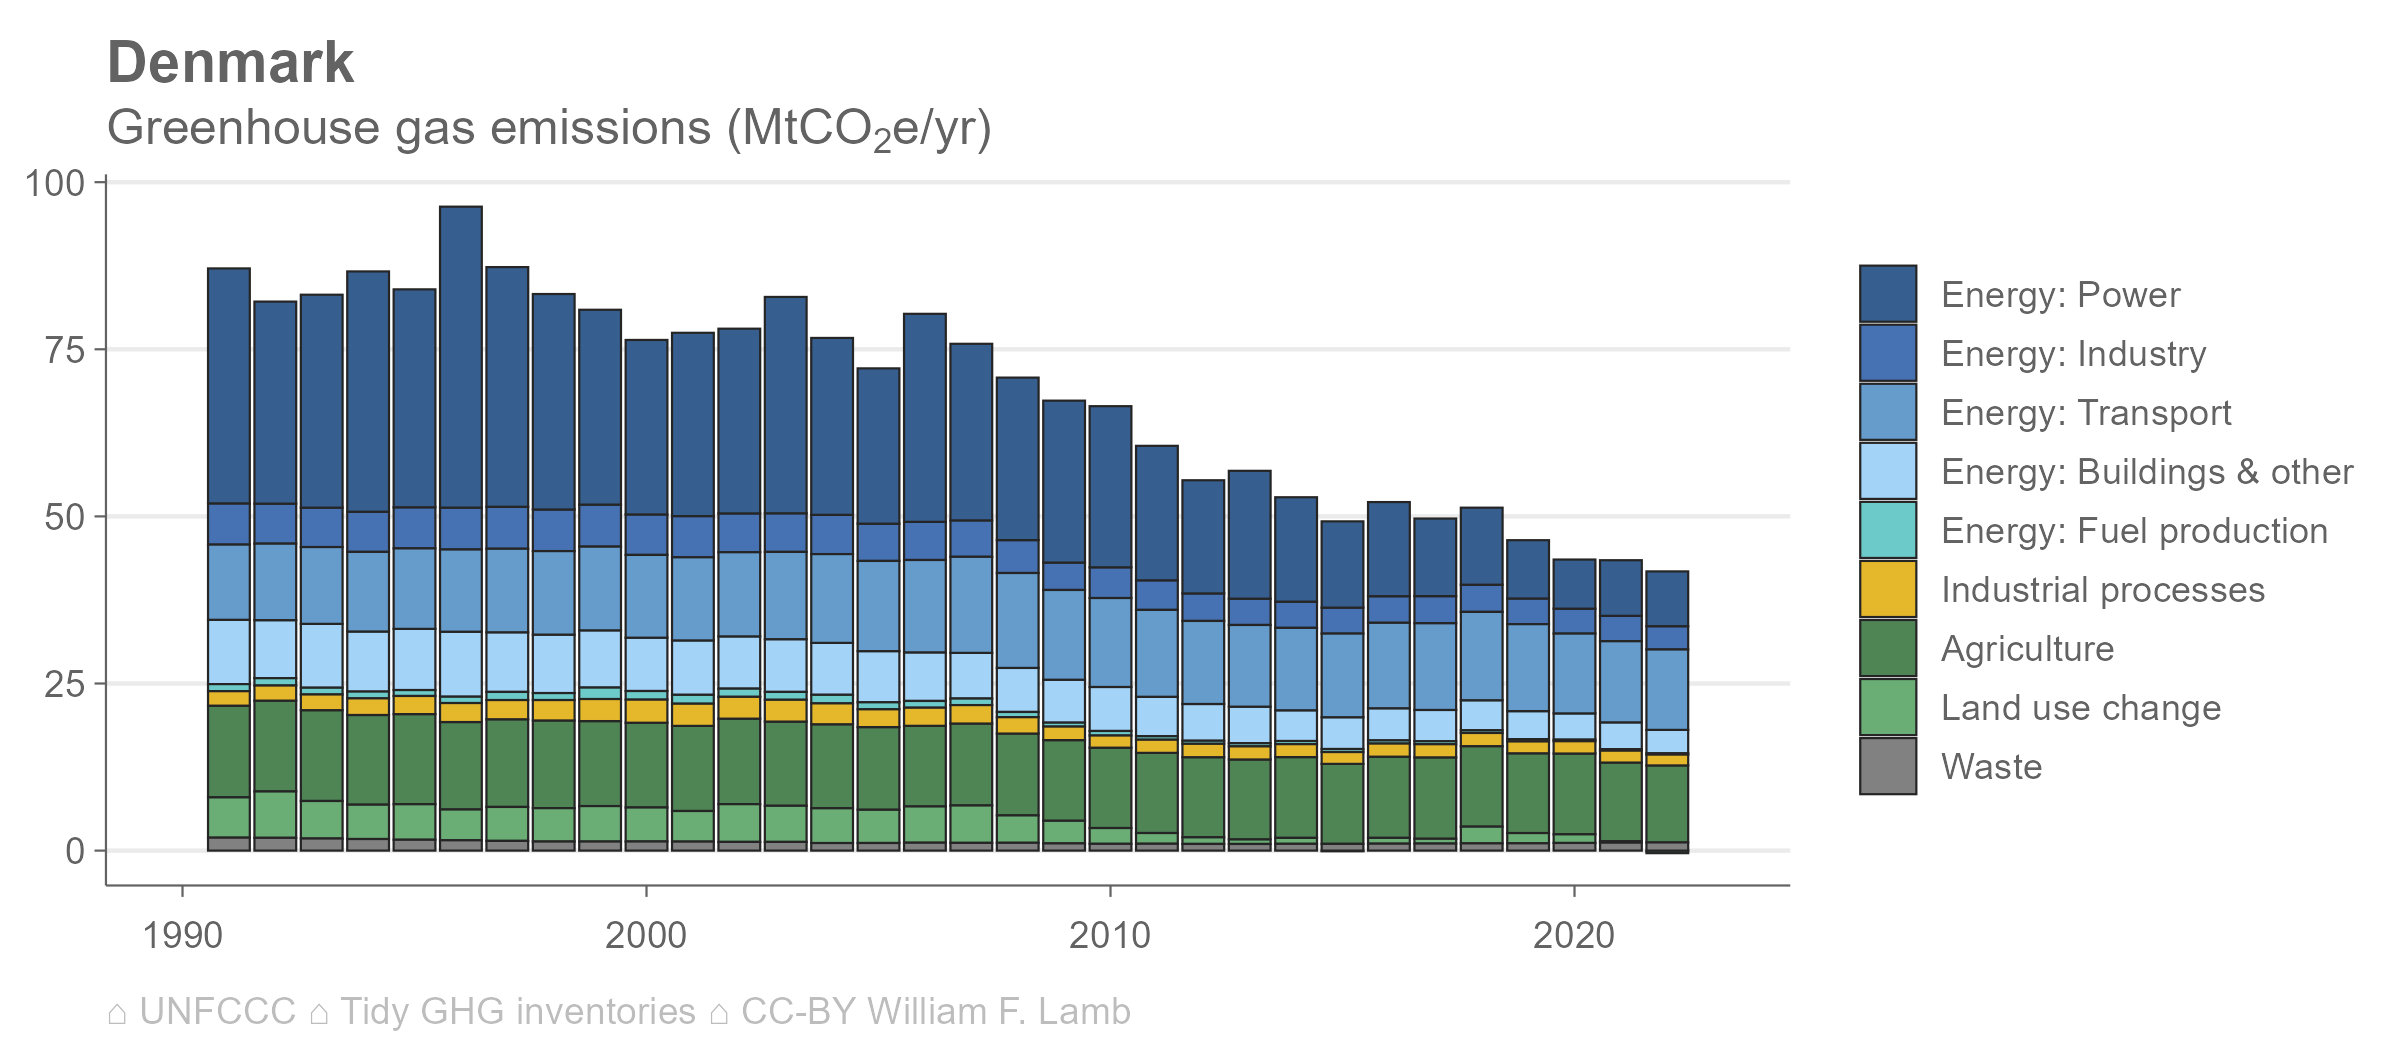 Denmark
Greenhouse gas emissions (MtCO₂e/yr)
100
75
50
25
0
1990 2000 2010 2020
Energy: Power
Energy: Industry
Energy: Transport
Energy: Buildings & other
Energy: Fuel production
Industrial processes
Agriculture
Land use change
Waste
⌂ UNFCCC ⌂ Tidy GHG inventories ⌂ CC-BY William F. Lamb